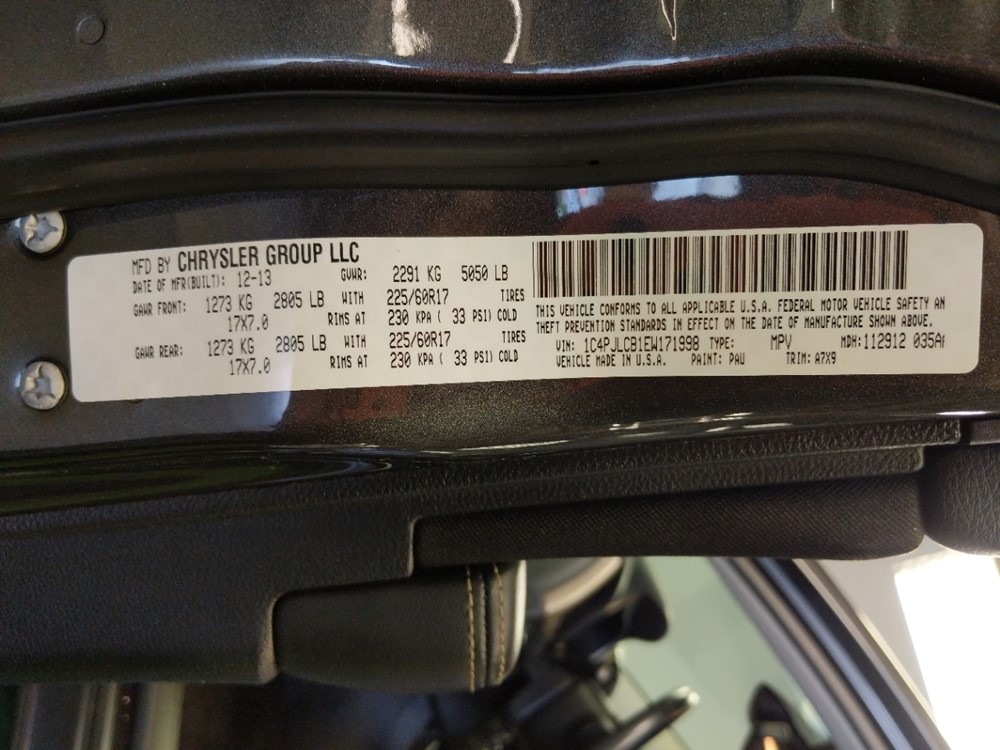 MFD BY CHRYSLER GROUP LLC
DATE OF MFR(BUILT): 12-13 GVWR: 2291 KG 5050 LB
GAWR FRONT: 1273 KG 2805 LB WITH 225/60R17 TIRES
17X7.0 RIMS AT 230 KPA ( 33 PSI) COLD
GAWR REAR: 1273 KG 2805 LB WITH 225/60R17 TIRES
17X7.0 RIMS AT 230 KPA ( 33 PSI) COLD
THIS VEHICLE CONFORMS TO ALL APPLICABLE U.S.A. FEDERAL MOTOR VEHICLE SAFETY AN
THEFT PREVENTION STANDARDS IN EFFECT ON THE DATE OF MANUFACTURE SHOWN ABOVE.
VIN: 1C4PJLCB1EW171998 TYPE: MPV MDH:112912 035
VEHICLE MADE IN U.S.A. PAINT: PAU TRIM: A7X9